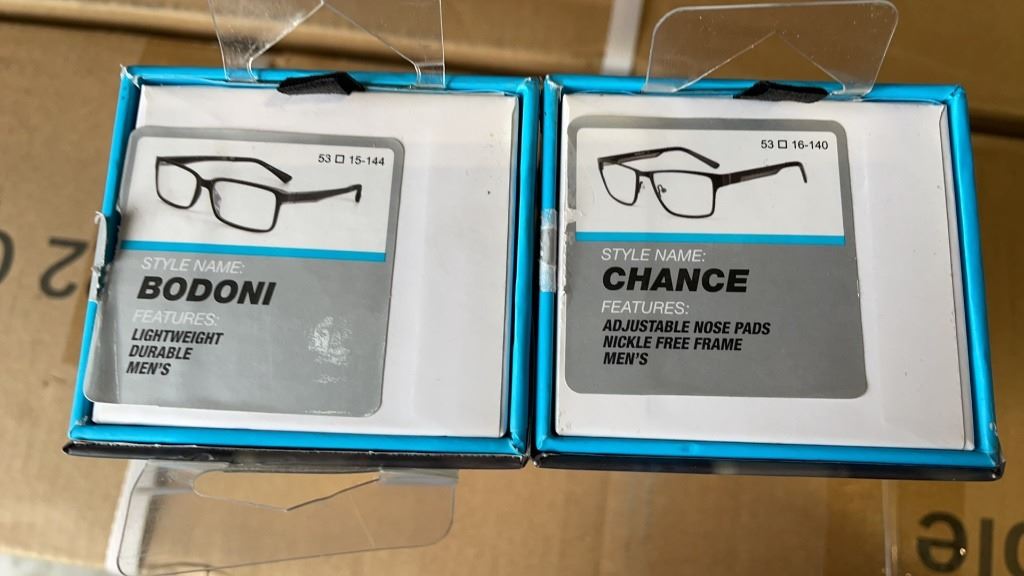 53 □ 15-144
STYLE NAME:
BODONI
FEATURES:
LIGHTWEIGHT
DURABLE
MEN'S
53 □ 16-140
STYLE NAME:
CHANCE
FEATURES:
ADJUSTABLE NOSE PADS
NICKLE FREE FRAME
MEN'S